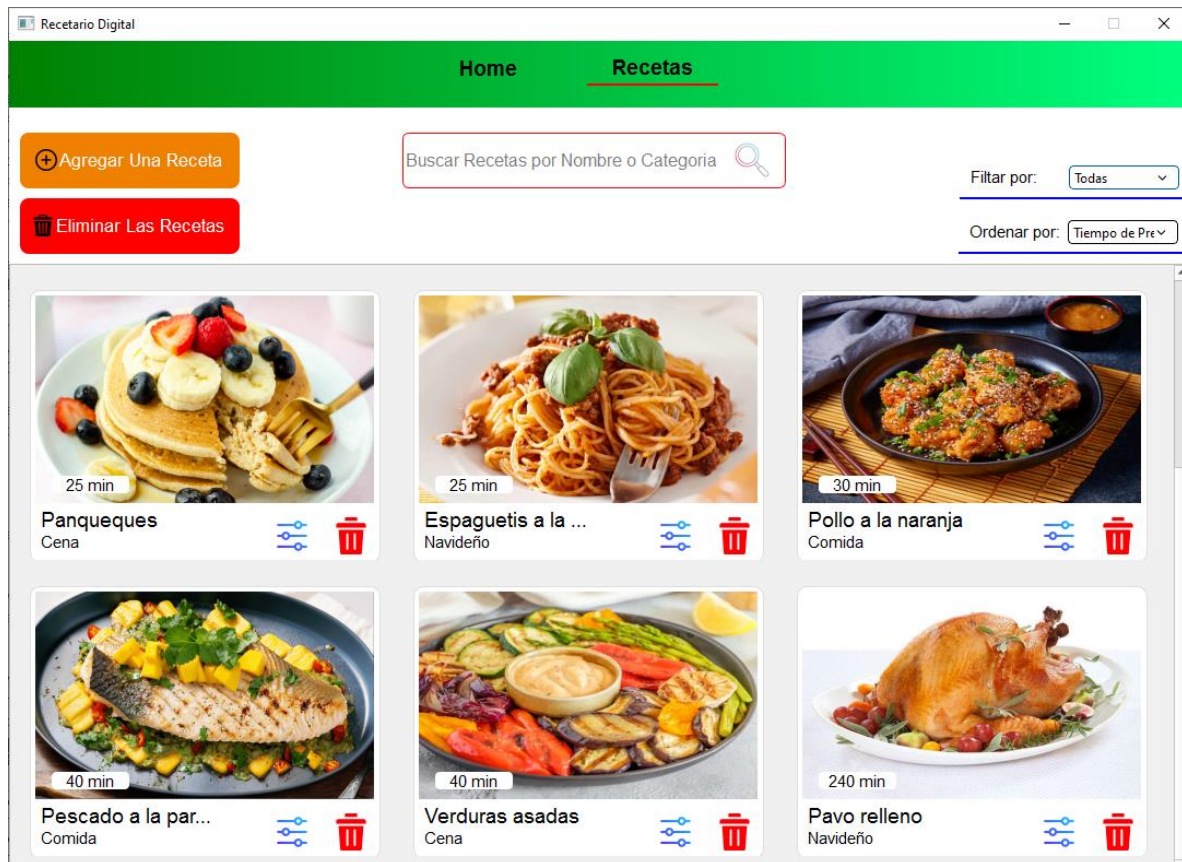 Recetario Digital
Home Recetas
Agregar Una Receta
Buscar Recetas por Nombre o Categoria
Filtar por: Todas
Eliminar Las Recetas
Ordenar por: Tiempo de Pre
25 min
Panqueques
Cena
25 min
Espaguetis a la ...
Navideño
30 min
Pollo a la naranja
Comida
40 min
Pescado a la par...
Comida
40 min
Verduras asadas
Cena
240 min
Pavo relleno
Navideño